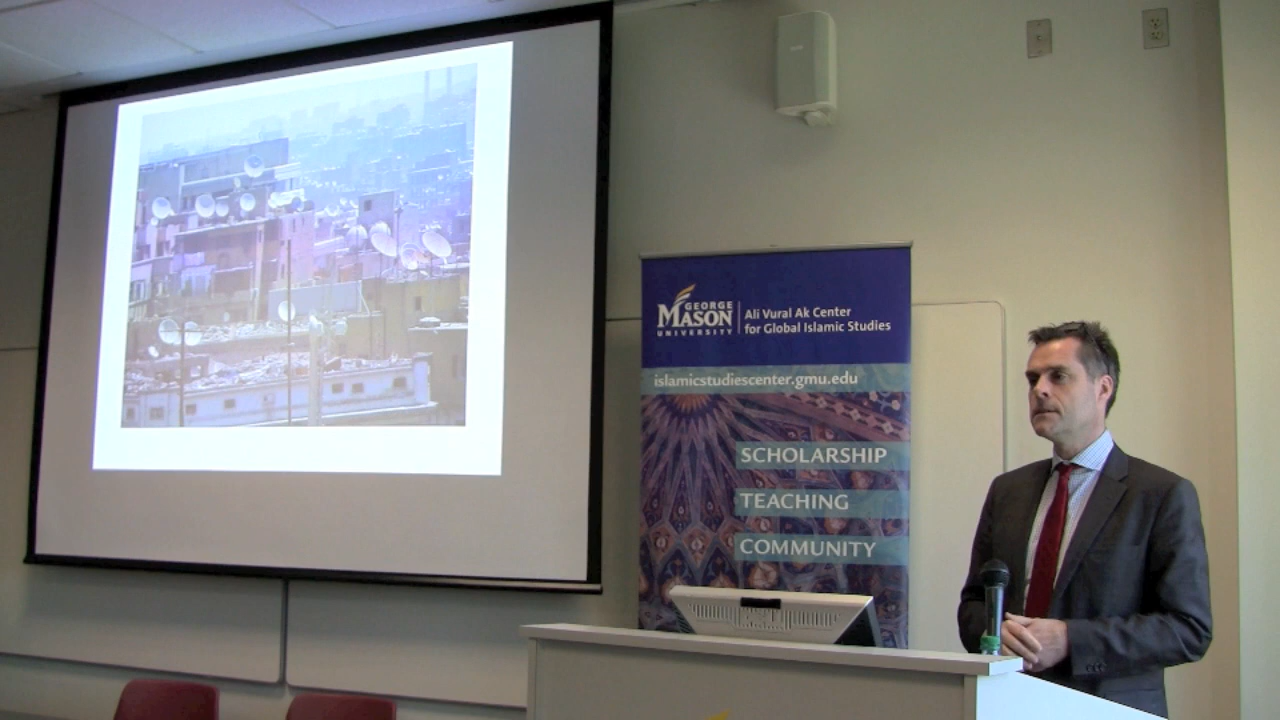 GEORGE
MASON
UNIVERSITY
Ali Vural Ak Center
for Global Islamic Studies
islamicstudiescenter.gmu.edu
SCHOLARSHIP
TEACHING
COMMUNITY